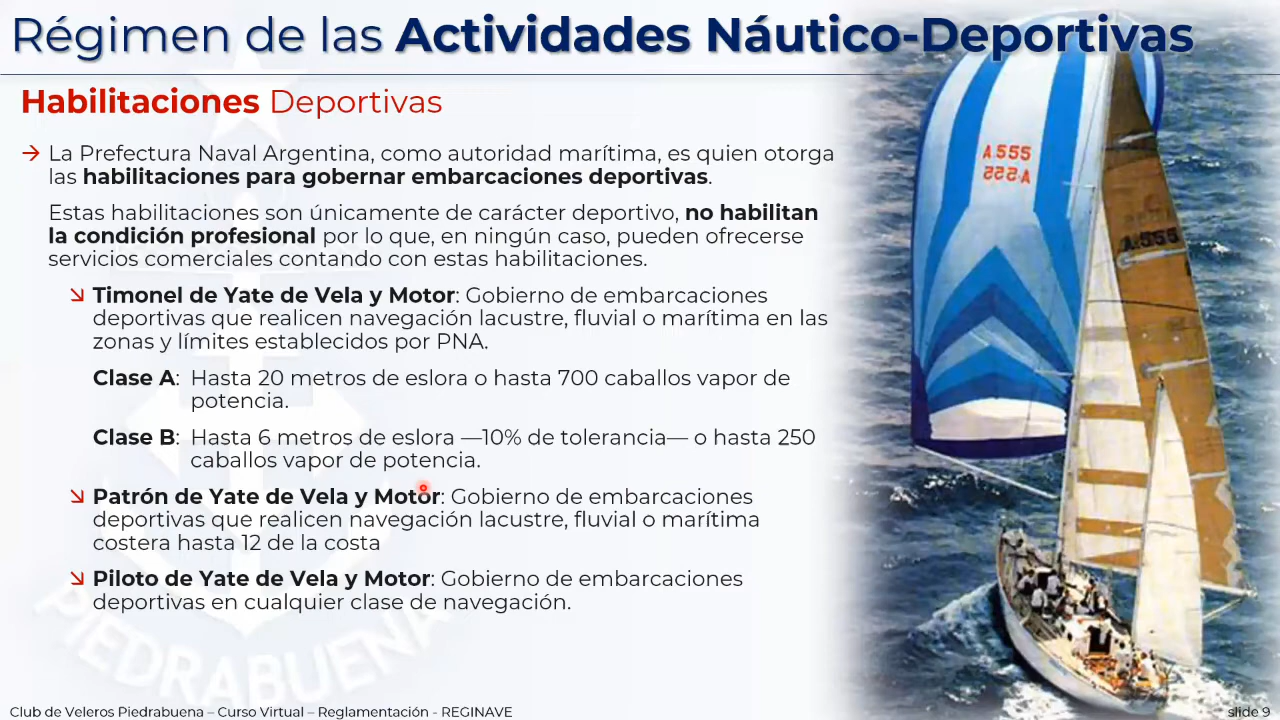 Régimen de las Actividades Náutico-Deportivas
Habilitaciones Deportivas
→ La Prefectura Naval Argentina, como autoridad marítima, es quien otorga
las habilitaciones para gobernar embarcaciones deportivas.
Estas habilitaciones son únicamente de carácter deportivo, no habilitan
la condición profesional por lo que, en ningún caso, pueden ofrecerse
servicios comerciales contando con estas habilitaciones.
↘ Timonel de Yate de Vela y Motor: Gobierno de embarcaciones
deportivas que realicen navegación lacustre, fluvial o marítima en las
zonas y límites establecidos por PNA.
Clase A: Hasta 20 metros de eslora o hasta 700 caballos vapor de
potencia.
Clase B: Hasta 6 metros de eslora —10% de tolerancia— o hasta 250
caballos vapor de potencia.
↘ Patrón de Yate de Vela y Motor: Gobierno de embarcaciones
deportivas que realicen navegación lacustre, fluvial o marítima
costera hasta 12 de la costa
↘ Piloto de Yate de Vela y Motor: Gobierno de embarcaciones
deportivas en cualquier clase de navegación.
A 555
A 555
A 555
PIEDRABUENA
Club de Veleros Piedrabuena – Curso Virtual – Reglamentación - REGINAVE
slide 9